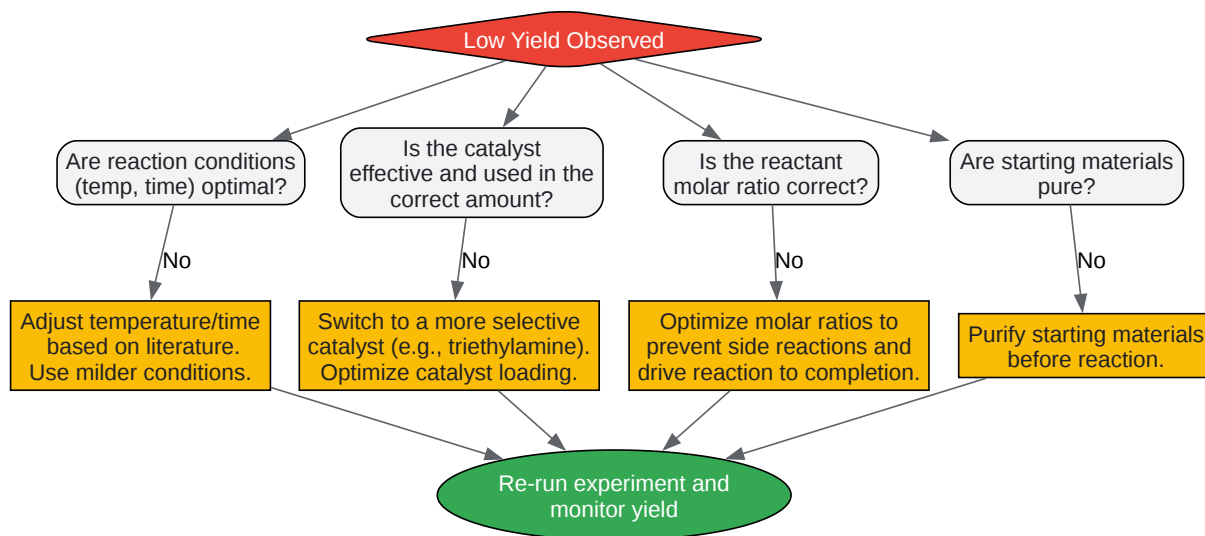 Low Yield Observed
Are reaction conditions
(temp, time) optimal?
Is the catalyst
effective and used in the
correct amount?
Is the reactant
molar ratio correct?
Are starting materials
pure?
No
No
No
No
Adjust temperature/time
based on literature.
Use milder conditions.
Switch to a more selective
catalyst (e.g., triethylamine).
Optimize catalyst loading.
Optimize molar ratios to
prevent side reactions and
drive reaction to completion.
Purify starting materials
before reaction.
Re-run experiment and
monitor yield